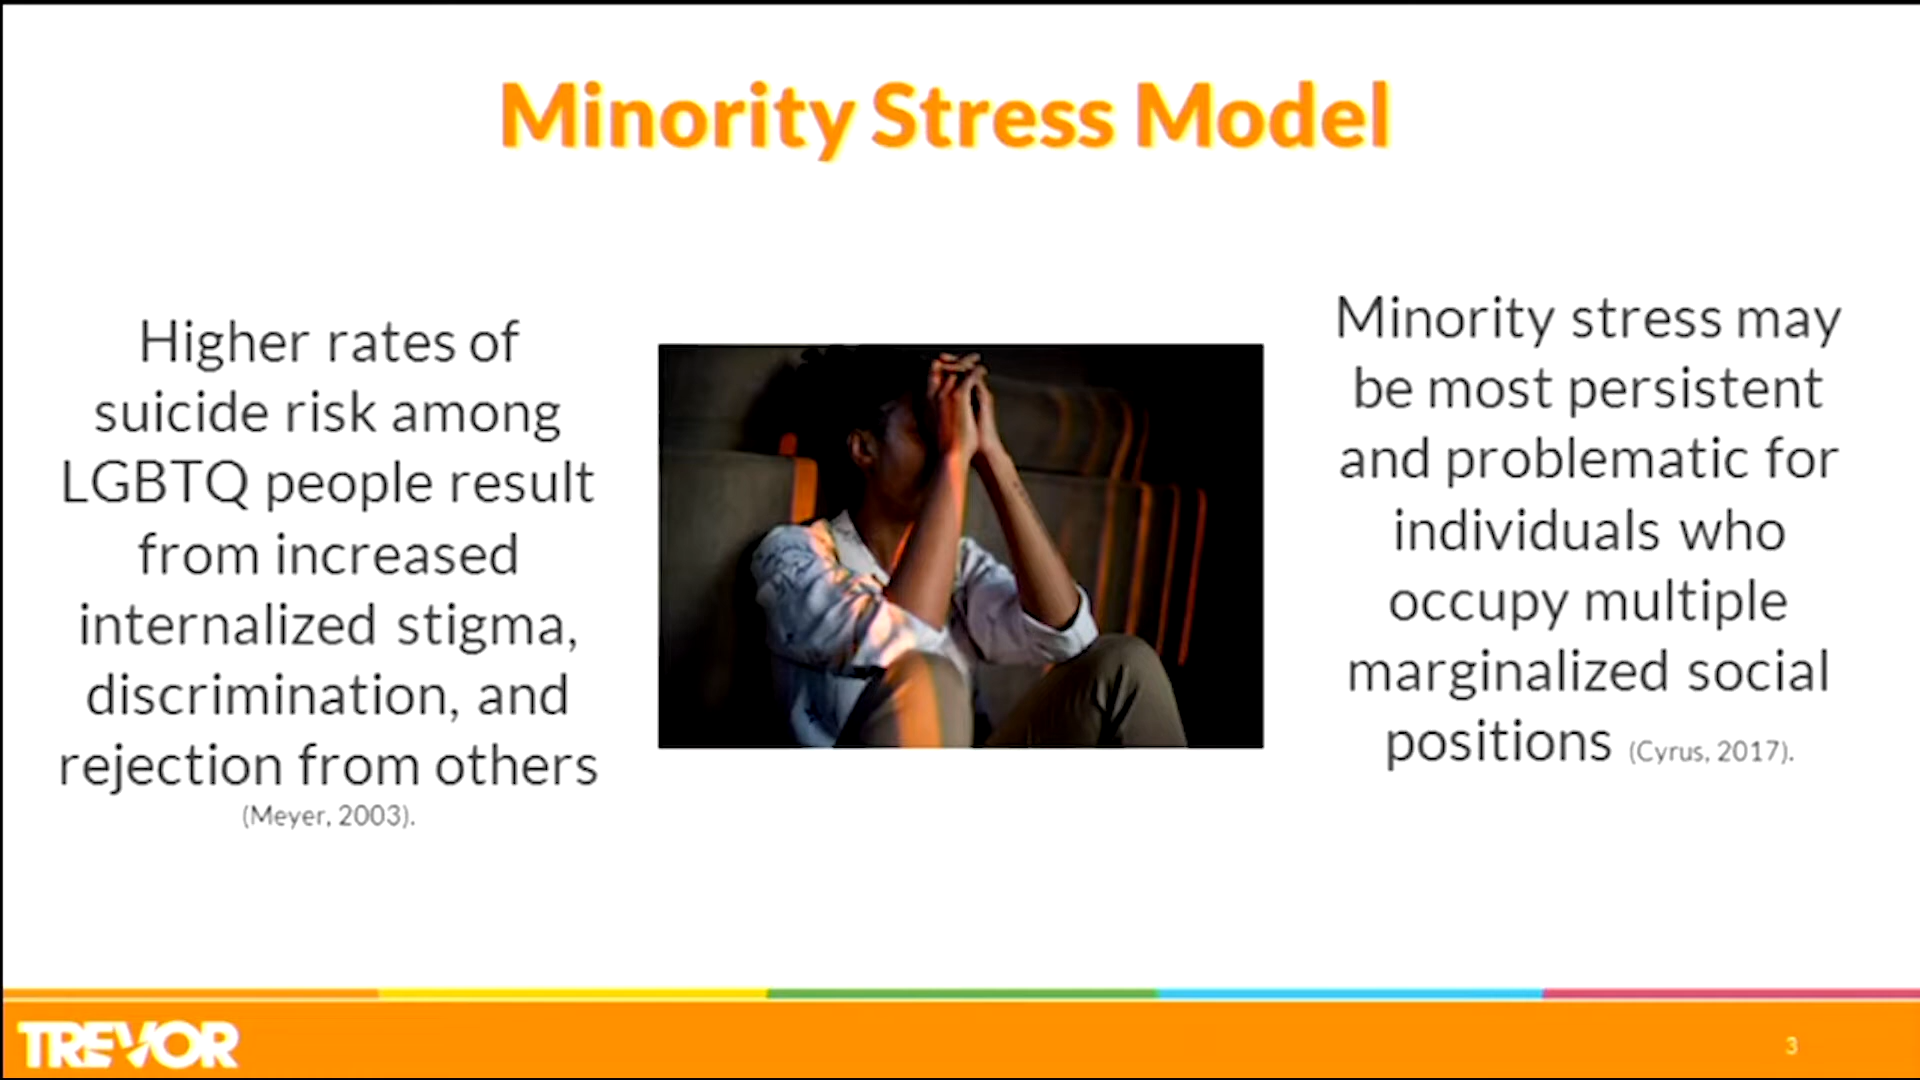 Minority Stress Model
Higher rates of
suicide risk among
LGBTQ people result
from increased
internalized stigma,
discrimination, and
rejection from others
(Meyer, 2003).
Minority stress may
be most persistent
and problematic for
individuals who
occupy multiple
marginalized social
positions (Cyrus, 2017).
TREVOR
3